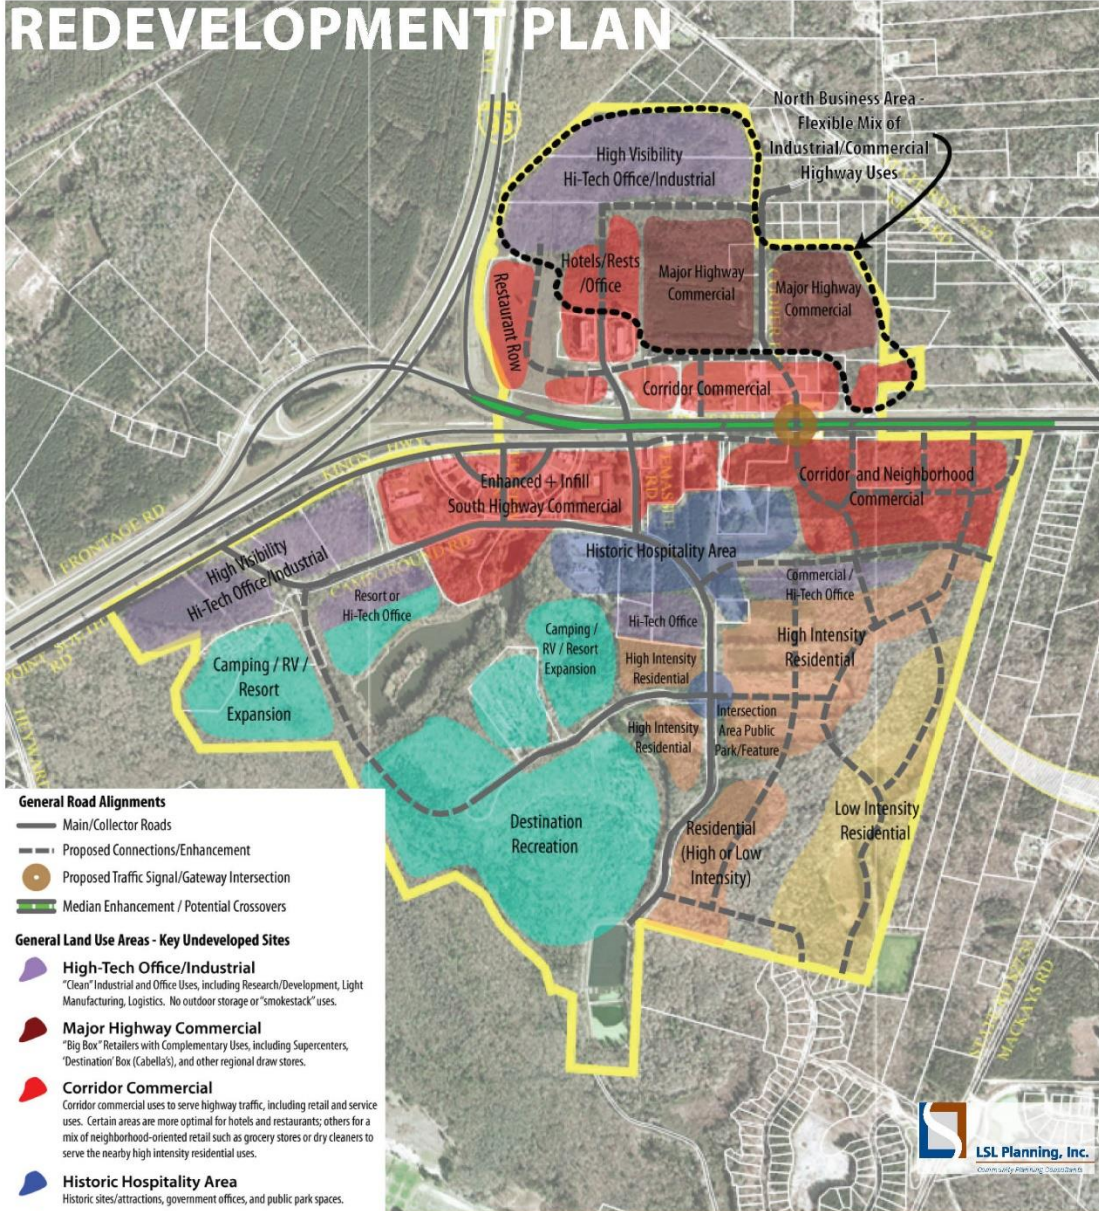 REDEVELOPMENT PLAN
95
North Business Area -
Flexible Mix of
Industrial/Commercial
Highway Uses
High Visibility
Hi-Tech Office/Industrial
Hotels/Rests
/Office
Major Highway
Commercial
Major Highway
Commercial
Restaurant Row
Corridor Commercial
KINGS HWY
FRONTAGE RD
Enhanced + Infill
South Highway Commercial
Corridor and Neighborhood
Commercial
High Visibility
Hi-Tech Office/Industrial
CAMPGROUND RD
Historic Hospitality Area
Resort or
Hi-Tech Office
Commercial /
Hi-Tech Office
Hi-Tech Office
Camping /
RV / Resort
Expansion
High Intensity
Residential
High Intensity
Residential
Camping / RV /
Resort
Expansion
High Intensity
Residential
Intersection
Area Public
Park/Feature
Destination
Recreation
Residential
(High or Low
Intensity)
Low Intensity
Residential
MACKAYS RD
General Road Alignments
Main/Collector Roads
Proposed Connections/Enhancement
Proposed Traffic Signal/Gateway Intersection
Median Enhancement / Potential Crossovers
General Land Use Areas - Key Undeveloped Sites
High-Tech Office/Industrial
"Clean" Industrial and Office Uses, including Research/Development, Light
Manufacturing, Logistics. No outdoor storage or "smokestack" uses.
Major Highway Commercial
"Big Box" Retailers with Complementary Uses, including Supercenters,
'Destination' Box (Cabella's), and other regional draw stores.
Corridor Commercial
Corridor commercial uses to serve highway traffic, including retail and service
uses. Certain areas are more optimal for hotels and restaurants; others for a
mix of neighborhood-oriented retail such as grocery stores or dry cleaners to
serve the nearby high intensity residential uses.
Historic Hospitality Area
Historic sites/attractions, government offices, and public park spaces.
LSL Planning, Inc.
Community Planning Consultants